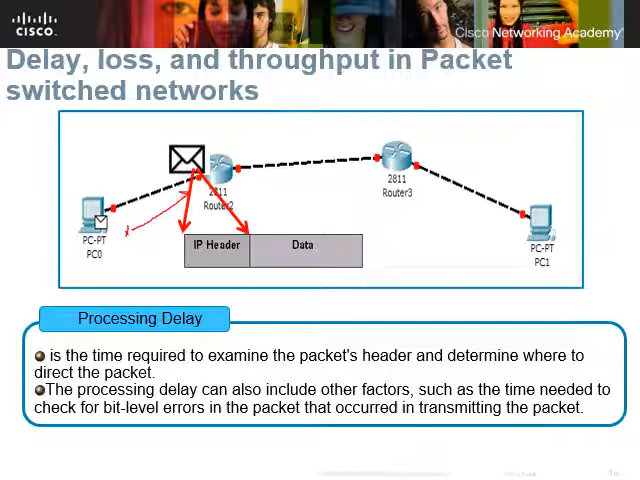 CISCO
Cisco Networking Academy
Delay, loss, and throughput in Packet
switched networks
2811
Router2
2811
Router3
PC-PT
PC0
PC-PT
PC1
IP Header
Data
Processing Delay
is the time required to examine the packet's header and determine where to
direct the packet.
The processing delay can also include other factors, such as the time needed to
check for bit-level errors in the packet that occurred in transmitting the packet.